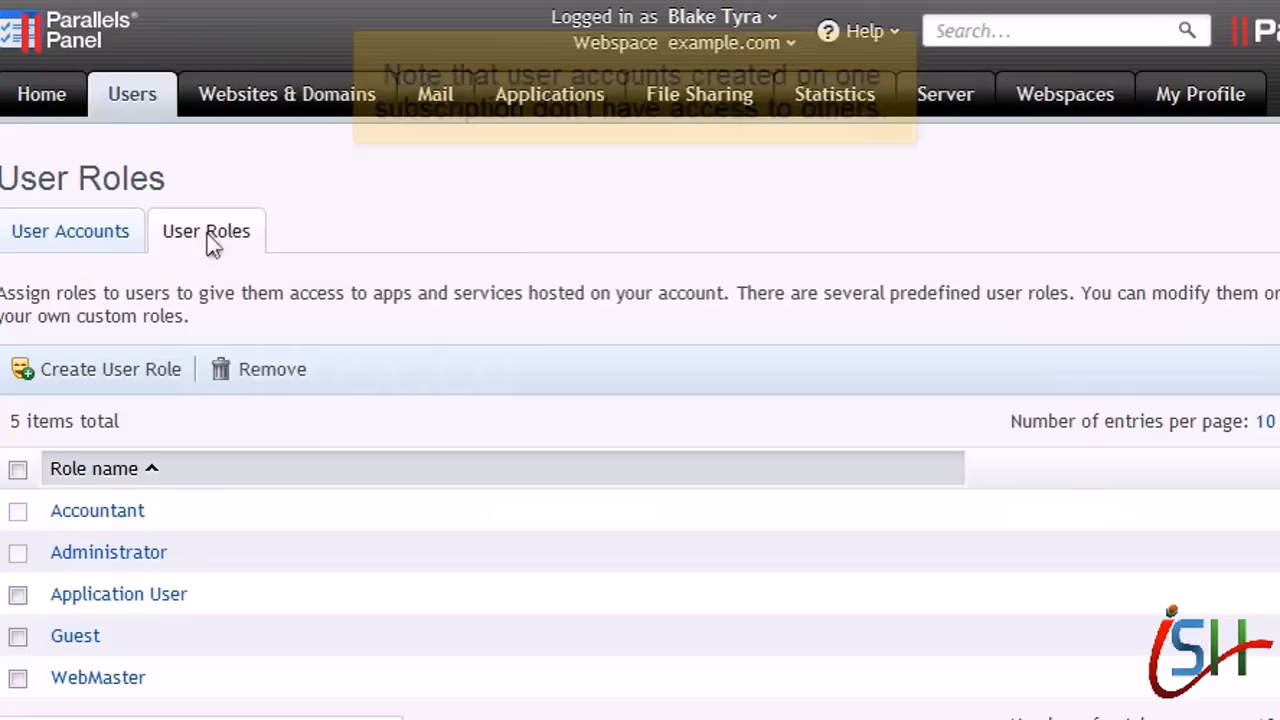 Parallels®
Panel
Logged in as Blake Tyra
Webspace example.com
Help
Search...
Note that user accounts created on one
subscription don't have access to others.
Home Users Websites & Domains Mail Applications File Sharing Statistics Server Webspaces My Profile
User Roles
User Accounts User Roles
Assign roles to users to give them access to apps and services hosted on your account. There are several predefined user roles. You can modify them or
your own custom roles.
Create User Role Remove
5 items total Number of entries per page: 10
Role name
Accountant
Administrator
Application User
Guest
WebMaster
iSH